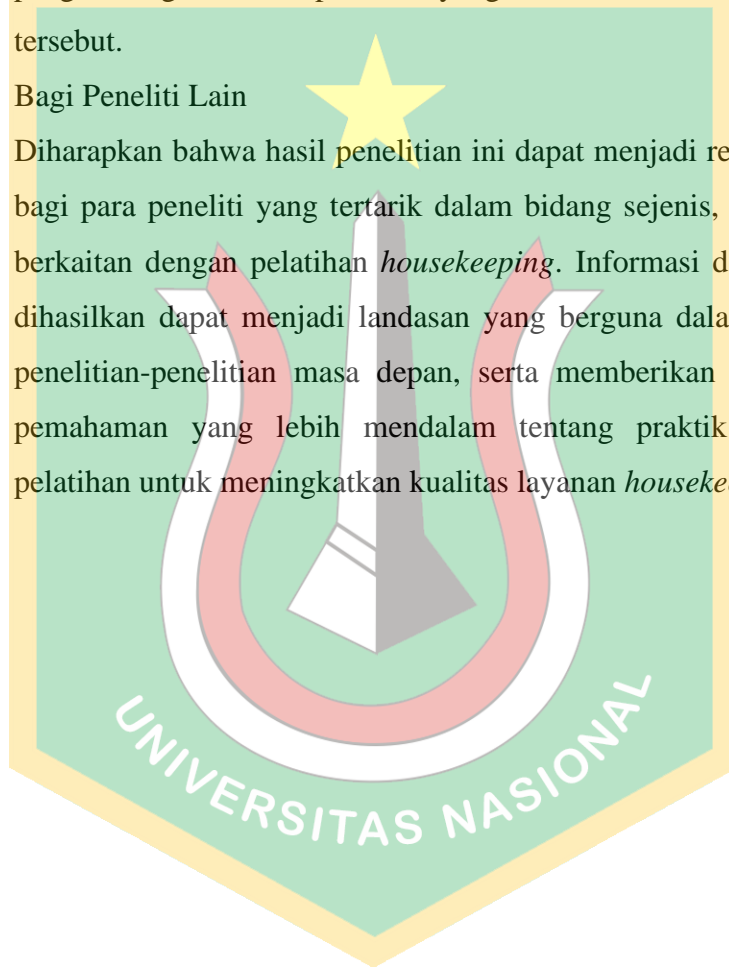 tersebut.
Bagi Peneliti Lain
Diharapkan bahwa hasil penelitian ini dapat menjadi
bagi para peneliti yang tertarik dalam bidang sejenis,
berkaitan dengan pelatihan housekeeping. Informasi
dihasilkan dapat menjadi landasan yang berguna
penelitian-penelitian masa depan, serta memberikan
pemahaman yang lebih mendalam tentang praktik
pelatihan untuk meningkatkan kualitas layanan
UNIVERSITAS NASIONAL